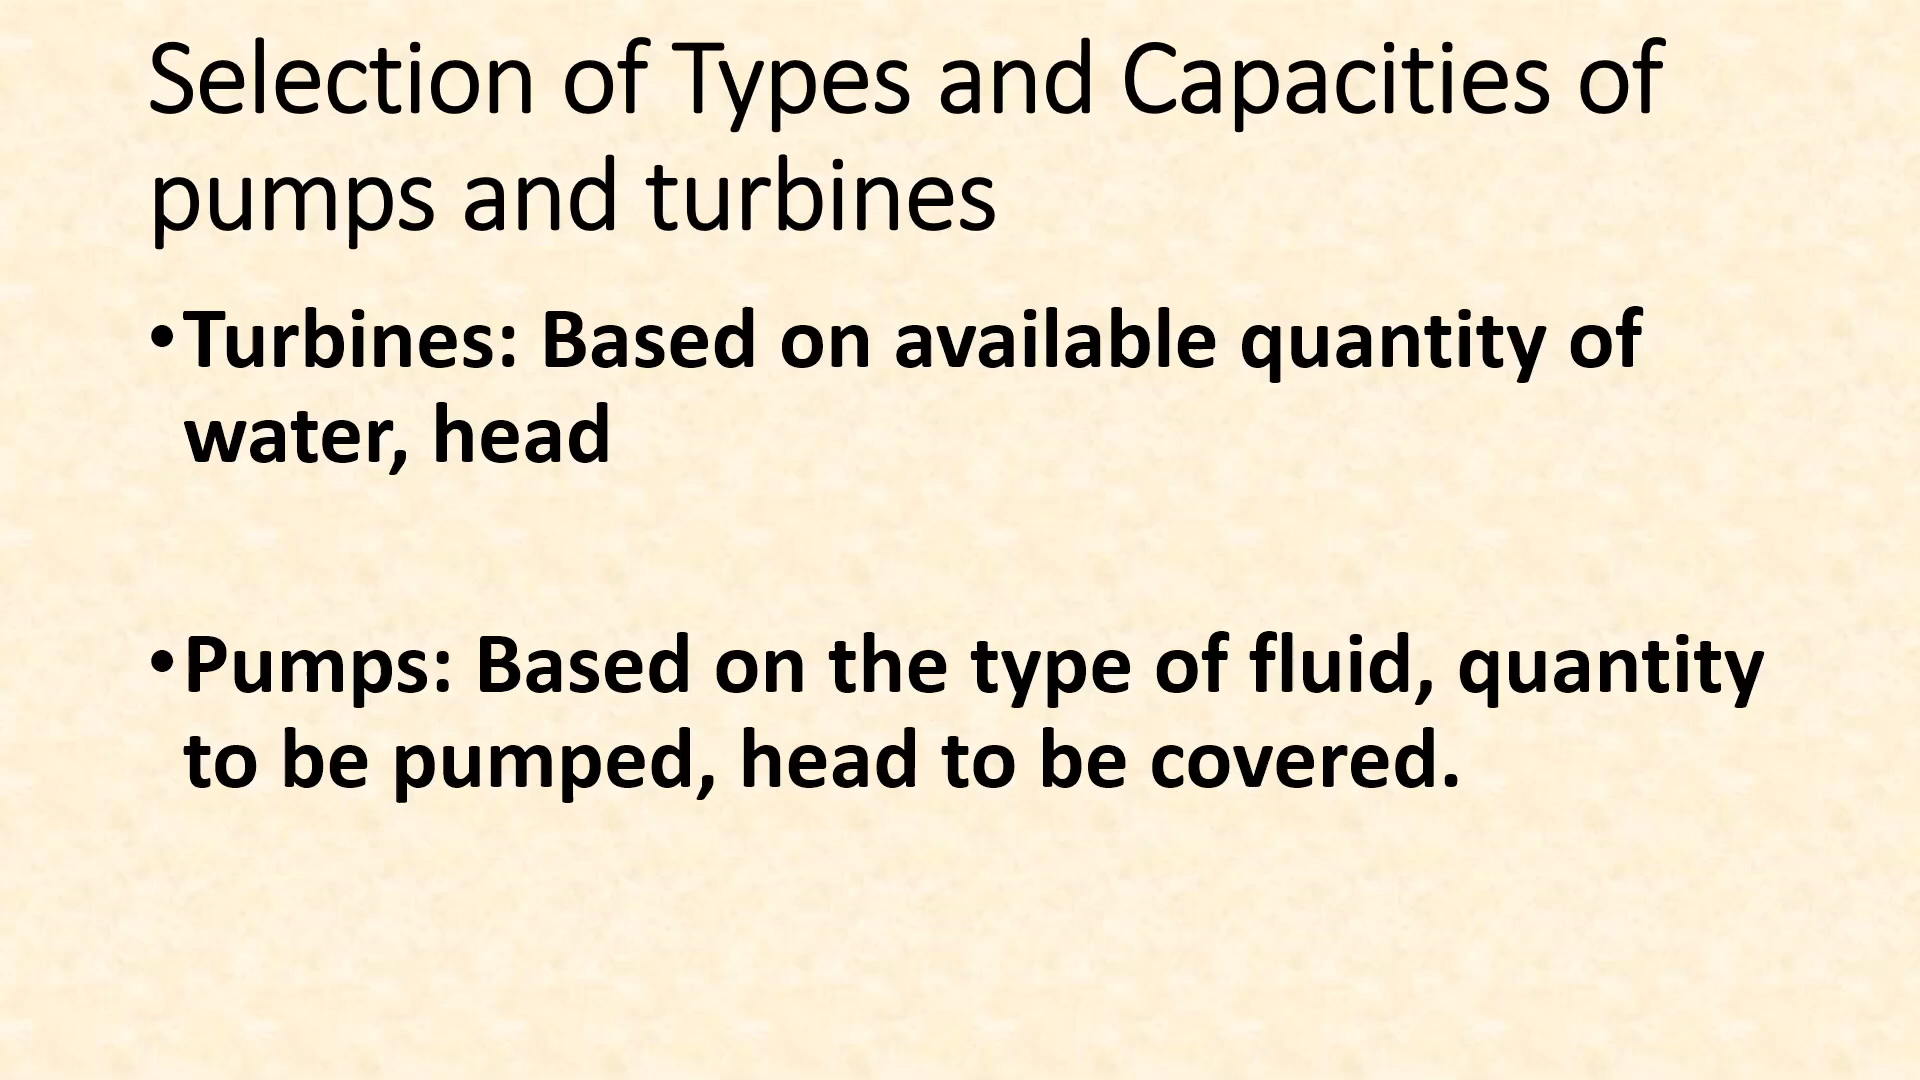 Selection of Types and Capacities of
pumps and turbines
•Turbines: Based on available quantity of
water, head
•Pumps: Based on the type of fluid, quantity
to be pumped, head to be covered.